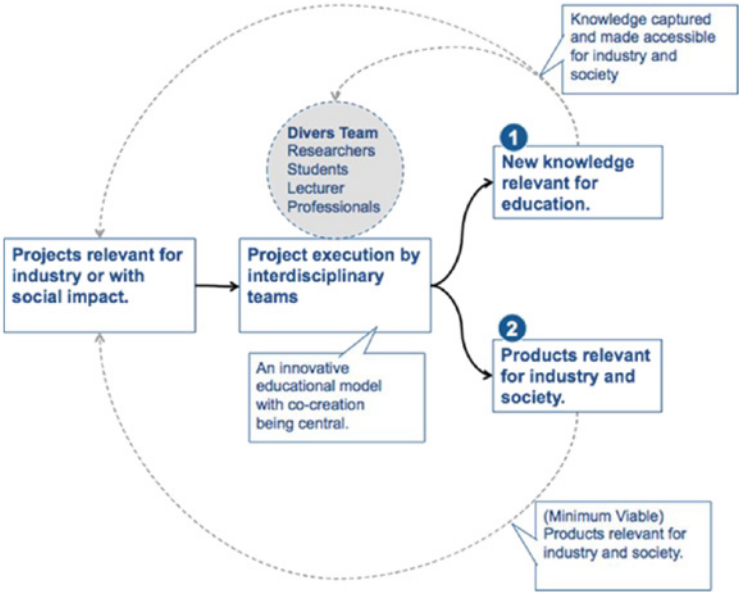 Knowledge captured
and made accessible
for industry and
society
Divers Team
Researchers
Students
Lecturer
Professionals
1
New knowledge
relevant for
education.
Projects relevant for
industry or with
social impact.
Project execution by
interdisciplinary
teams
2
Products relevant
for industry and
society.
An innovative
educational model
with co-creation
being central.
(Minimum Viable)
Products relevant for
industry and society.